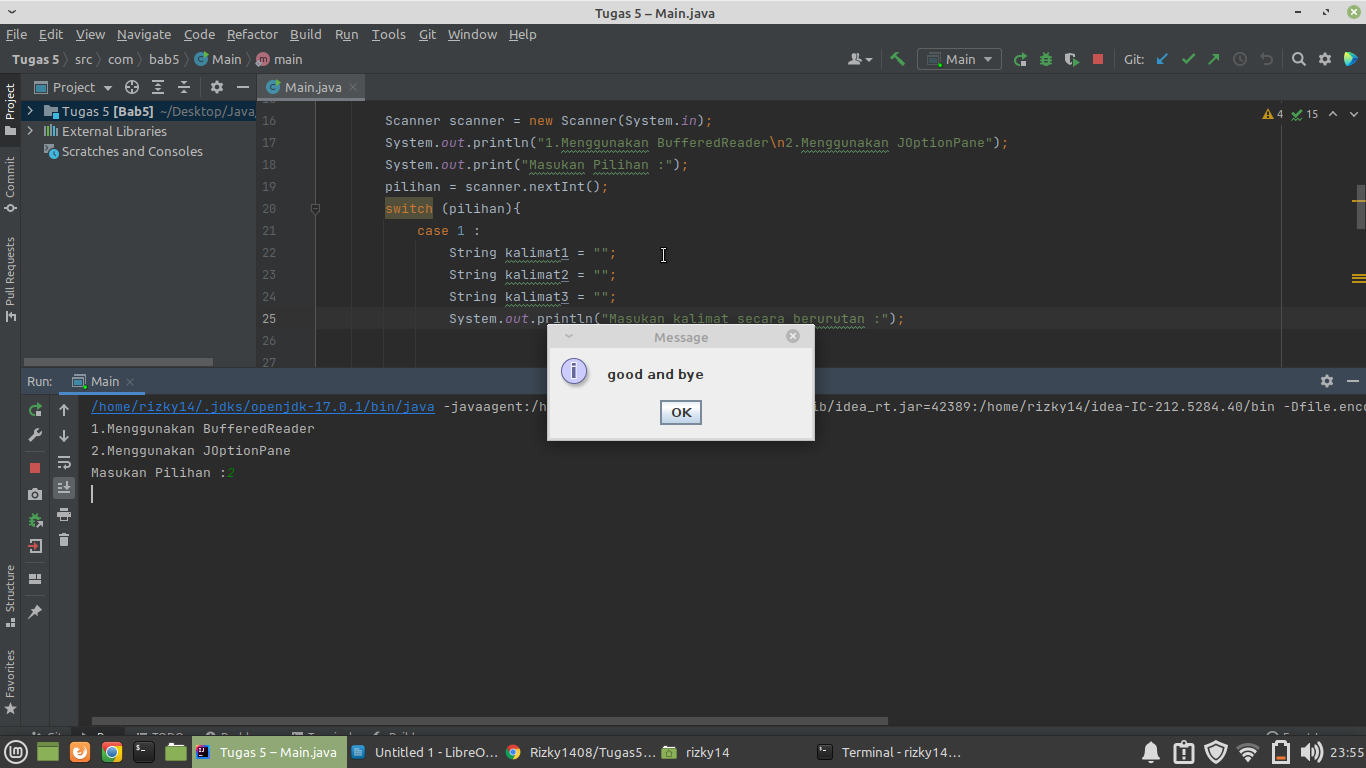 Tugas 5 – Main.java
File Edit View Navigate Code Refactor Build Run Tools Git Window Help
Tugas 5 src com bab5 Main main
Main
Git:
Project
Main.java
Project
Commit
Pull Requests
Structure
Favorites
Tugas 5 [Bab5] ~/Desktop/Java
External Libraries
Scratches and Consoles
4 15
16 Scanner scanner = new Scanner(System.in);
17 System.out.println("1.Menggunakan BufferedReader\n2.Menggunakan JOptionPane");
18 System.out.print("Masukan Pilihan :");
19 pilihan = scanner.nextInt();
20 switch (pilihan){
21 case 1 :
22 String kalimat1 = "";
23 String kalimat2 = "";
24 String kalimat3 = "";
25 System.out.println("Masukan kalimat secara berurutan :");
26
27
Message
good and bye
OK
Run: Main
/home/rizky14/.jdks/openjdk-17.0.1/bin/java -javaagent:/h
ib/idea_rt.jar=42389:/home/rizky14/idea-IC-212.5284.40/bin -Dfile.enco
1.Menggunakan BufferedReader
2.Menggunakan JOptionPane
Masukan Pilihan :2
Tugas 5 – Main.java
Untitled 1 - LibreO...
Rizky1408/Tugas5...
rizky14
Terminal - rizky14...
23:55